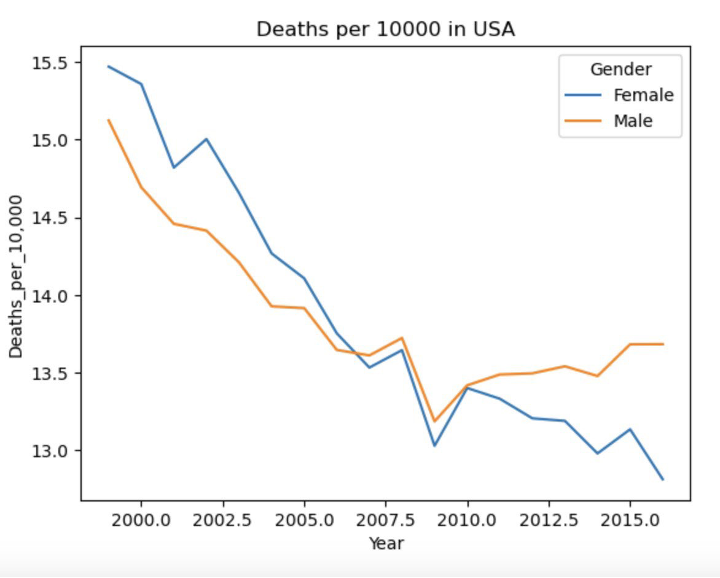 Deaths per 10000 in USA
Gender
Female
Male
Deaths_per_10,000
15.5
15.0
14.5
14.0
13.5
13.0
2000.0 2002.5 2005.0 2007.5 2010.0 2012.5 2015.0
Year